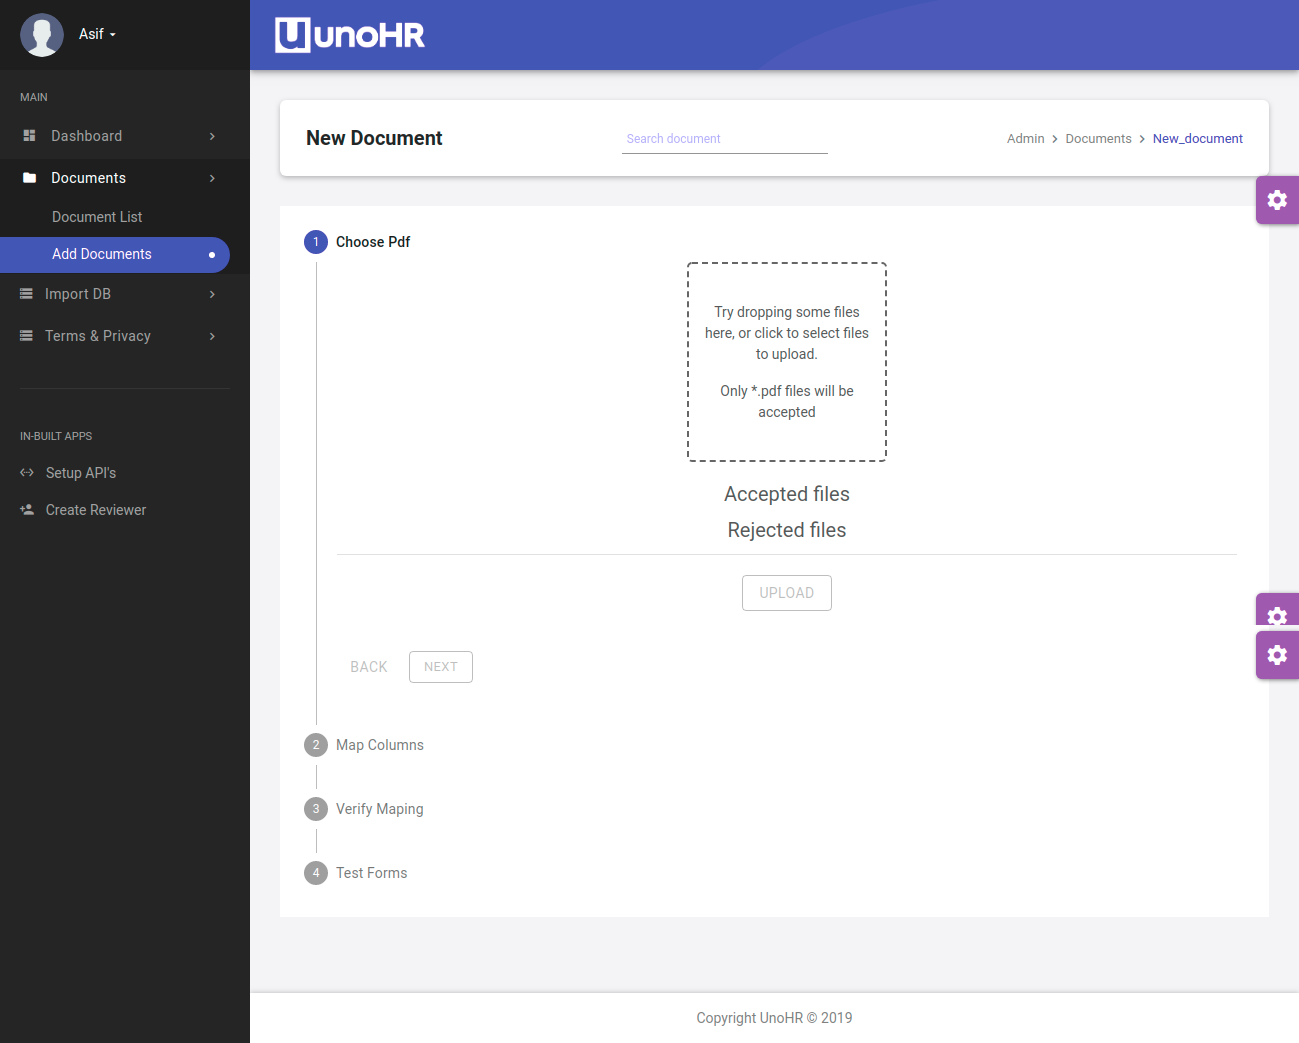 Asif
unoHR
MAIN
Dashboard
Documents
Document List
Add Documents
Import DB
Terms & Privacy
IN-BUILT APPS
Setup API's
Create Reviewer
New Document
Search document
Admin > Documents > New_document
1 Choose Pdf
Try dropping some files
here, or click to select files
to upload.
Only *.pdf files will be
accepted
Accepted files
Rejected files
UPLOAD
BACK NEXT
2 Map Columns
3 Verify Maping
4 Test Forms
Copyright UnoHR © 2019